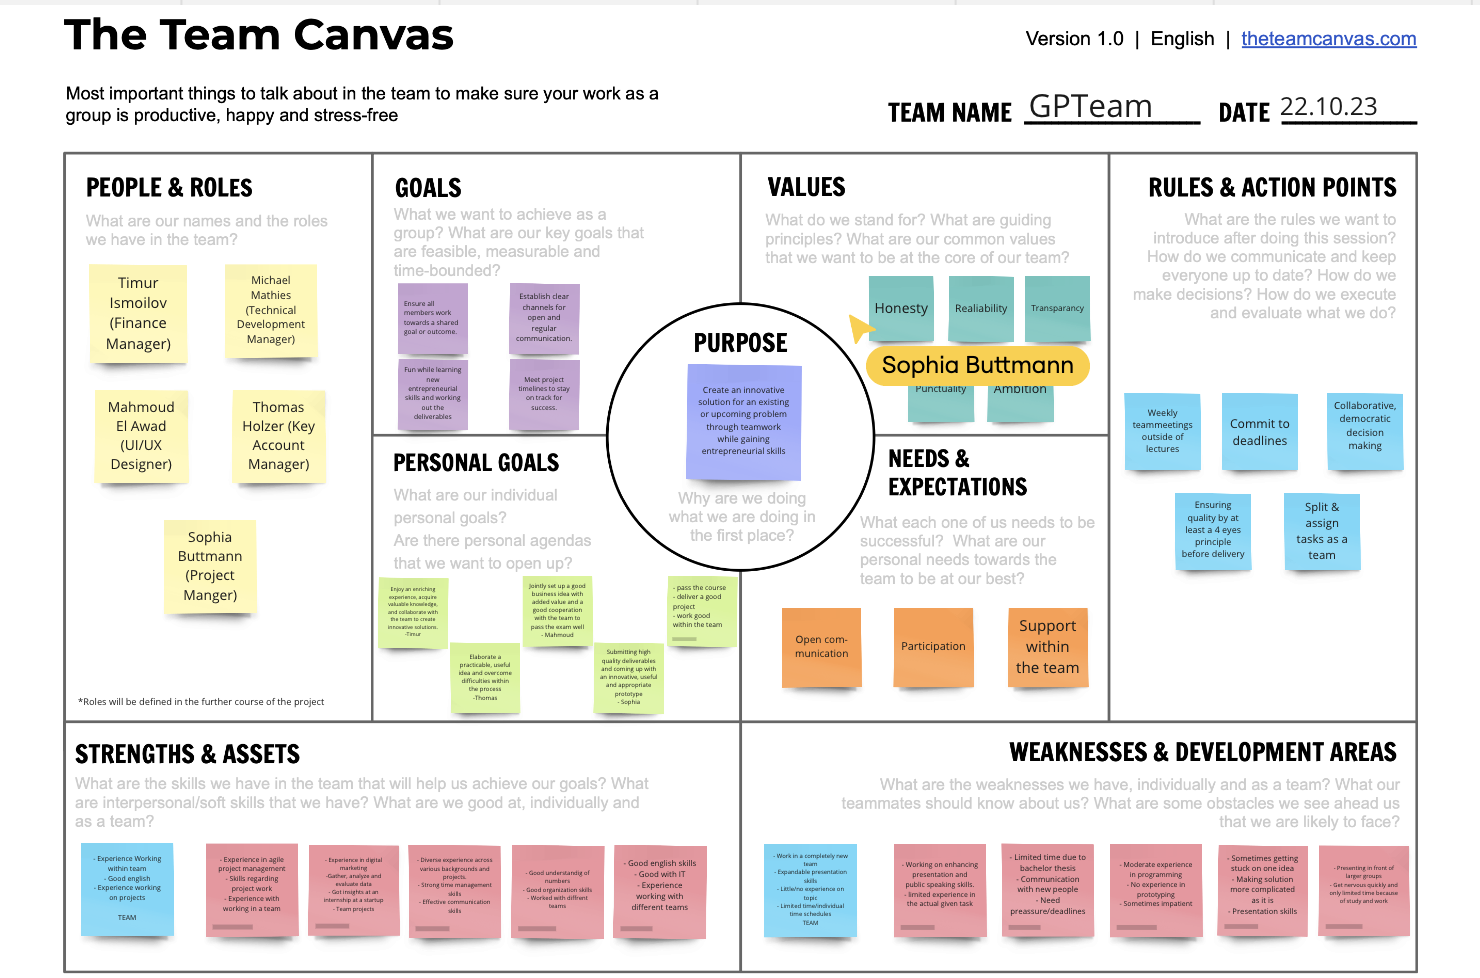 The Team Canvas
Version 1.0 | English | theteamcanvas.com
Most important things to talk about in the team to make sure your work as a
group is productive, happy and stress-free
TEAM NAME GPTeam DATE 22.10.23
PEOPLE & ROLES
What are our names and the roles
we have in the team?
Timur
Ismoilov
(Finance
Manager)
Michael
Mathies
(Technical
Development
Manager)
Mahmoud
El Awad
(UI/UX
Designer)
Thomas
Holzer (Key
Account
Manager)
Sophia
Buttmann
(Project
Manger)
*Roles will be defined in the further course of the project
GOALS
What we want to achieve as a
group? What are our key goals that
are feasible, measurable and
time-bounded?
Ensure all
members work
towards a shared
goal or outcome.
Establish clear
channels for
open and
regular
communication.
Fun while learning
new
entrepreneurial
skills and working
out the
deliverables
Meet project
timelines to stay
on track for
success.
PERSONAL GOALS
What are our individual
personal goals?
Are there personal agendas
that we want to open up?
Enjoy an enriching
experience, acquire
valuable knowledge,
and collaborate with
the team to create
innovative solutions.
-Timur
Elaborate a
practicable, useful
idea and overcome
difficulties within
the process
-Thomas
Jointly set up a good
business idea with
added value and a
good cooperation
with the team to
pass the exam well
- Mahmoud
Submitting high
quality deliverables
and coming up with
an innovative, useful
and appropriate
prototype
- Sophia
- pass the course
- deliver a good
project
- work good
within the team
PURPOSE
Create an innovative
solution for an existing
or upcoming problem
through teamwork
while gaining
entrepreneurial skills
Why are we doing
what we are doing in
the first place?
VALUES
What do we stand for? What are guiding
principles? What are our common values
that we want to be at the core of our team?
Honesty
Realiability
Transparancy
Sophia Buttmann
Punctuality
Ambition
NEEDS &
EXPECTATIONS
What each one of us needs to be
successful? What are our
personal needs towards the
team to be at our best?
Open com-
munication
Participation
Support
within
the team
RULES & ACTION POINTS
What are the rules we want to
introduce after doing this session?
How do we communicate and keep
everyone up to date? How do we
make decisions? How do we execute
and evaluate what we do?
Weekly
teammeetings
outside of
lectures
Commit to
deadlines
Collaborative,
democratic
decision
making
Ensuring
quality by at
least a 4 eyes
principle
before delivery
Split &
assign
tasks as a
team
STRENGTHS & ASSETS
What are the skills we have in the team that will help us achieve our goals? What
are interpersonal/soft skills that we have? What are we good at, individually and
as a team?
- Experience Working
within team
- Good english
- Experience working
on projects
TEAM
- Experience in agile
project management
- Skills regarding
project work
- Experience with
working in a team
- Experience in digital
marketing
-Gather, analyze and
evaluate data
- Got insights at an
internship at a startup
- Team projects
- Diverse experience across
various backgrounds and
projects.
- Strong time management
skills
- Effective communication
skills
- Good understandig of
numbers
- Good organization skills
- Worked with diffrent
teams
- Good english skills
- Good with IT
- Experience
working with
different teams
WEAKNESSES & DEVELOPMENT AREAS
What are the weaknesses we have, individually and as a team? What our
teammates should know about us? What are some obstacles we see ahead us
that we are likely to face?
- Work in a completely new
team
- Expandable presentation
skills
- Little/no experience on
topic
- Limited time/individual
time schedules
TEAM
- Working on enhancing
presentation and
public speaking skills.
- limited experience in
the actual given task
- Limited time due to
bachelor thesis
- Communication
with new people
- Need
preassure/deadlines
- Moderate experience
in programming
- No experience in
prototyping
- Sometimes impatient
- Sometimes getting
stuck on one idea
- Making solution
more complicated
as it is
- Presentation skills
- Presenting in front of
larger groups
- Get nervous quickly and
only limited time because
of study and work